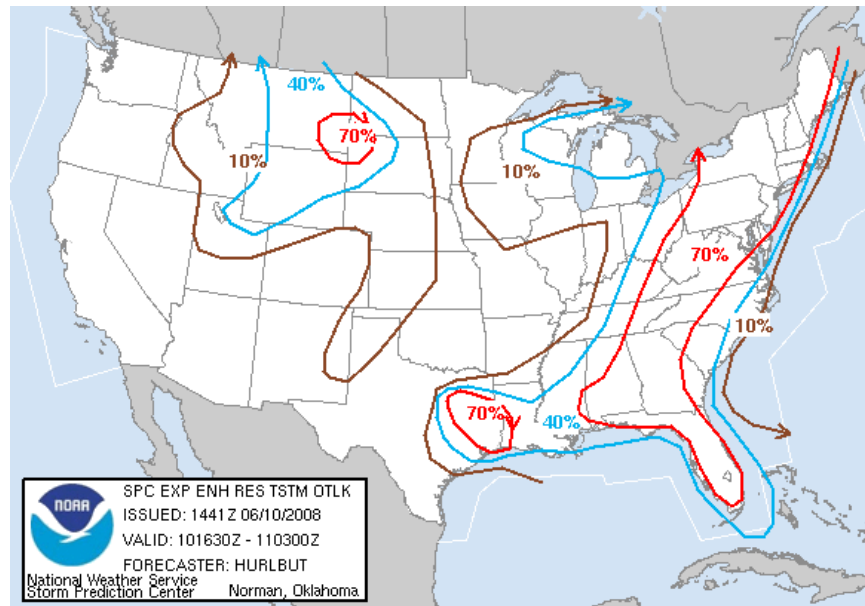 40%
70%
10%
10%
70%
10%
70%
40%
NOAA
SPC EXP ENH RES TSTM OTLK
ISSUED: 1441Z 06/10/2008
VALID: 101630Z - 110300Z
FORECASTER: HURLBUT
National Weather Service
Storm Prediction Center Norman, Oklahoma